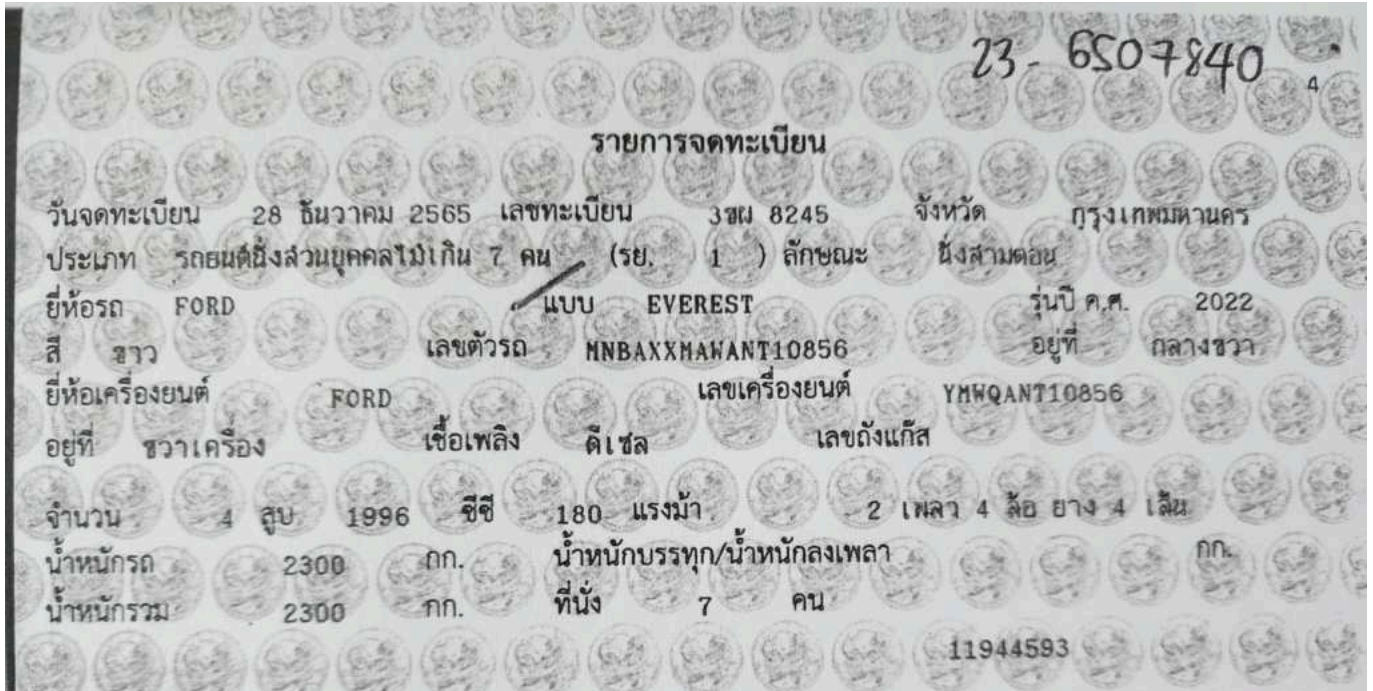 23-6507840
4
รายการจดทะเบียน
วันจดทะเบียน 28 ธันวาคม 2565 เลขทะเบียน 3ขผ 8245 จังหวัด กรุงเทพมหานคร
ประเภท รถยนต์นั่งส่วนบุคคลไม่เกิน 7 คน (รย. 1 ) ลักษณะ นั่งสามตอน
ยี่ห้อรถ FORD แบบ EVEREST รุ่นปี ค.ศ. 2022
สี ขาว เลขตัวรถ MNBAXXMAWANT10856 อยู่ที่ กลางขวา
ยี่ห้อเครื่องยนต์ FORD เลขเครื่องยนต์ YMWQANT10856
อยู่ที่ ขวาเครื่อง เชื้อเพลิง ดีเซล เลขถังแก๊ส
จำนวน 4 สูบ 1996 ซีซี 180 แรงม้า 2 เพลา 4 ล้อ ยาง 4 เส้น
น้ำหนักรถ 2300 กก. น้ำหนักบรรทุก/น้ำหนักลงเพลา กก.
น้ำหนักรวม 2300 กก. ที่นั่ง 7 คน
11944593